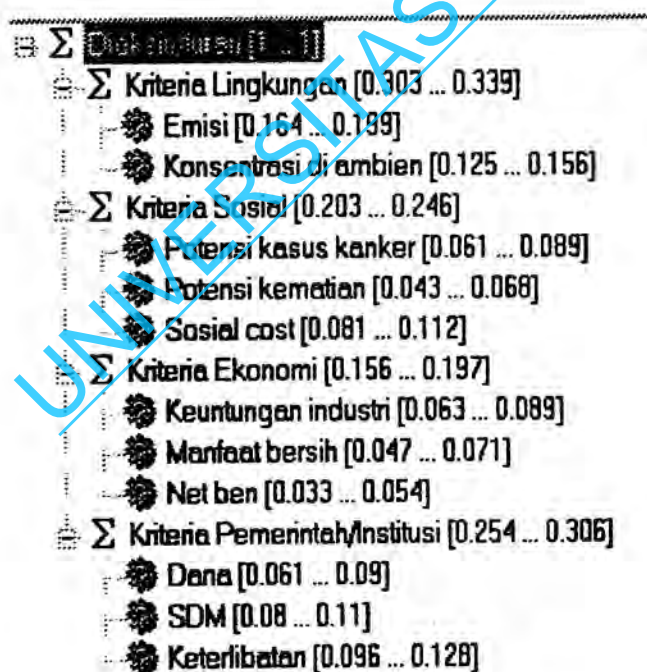 Σ [1 ... 1]
Σ Kriteria Lingkungan [0.303 ... 0.339]
Emisi [0.164 ... 0.199]
Konsentrasi di ambien [0.125 ... 0.156]
Σ Kriteria Sosial [0.203 ... 0.246]
Potensi kasus kanker [0.061 ... 0.089]
Potensi kematian [0.043 ... 0.068]
Sosial cost [0.081 ... 0.112]
Σ Kriteria Ekonomi [0.156 ... 0.197]
Keuntungan industri [0.063 ... 0.089]
Manfaat bersih [0.047 ... 0.071]
Net ben [0.033 ... 0.054]
Σ Kriteria Pemerintah/Institusi [0.254 ... 0.306]
Dana [0.061 ... 0.09]
SDM [0.08 ... 0.11]
Keterlibatan [0.096 ... 0.128]
UNIVERSITAS